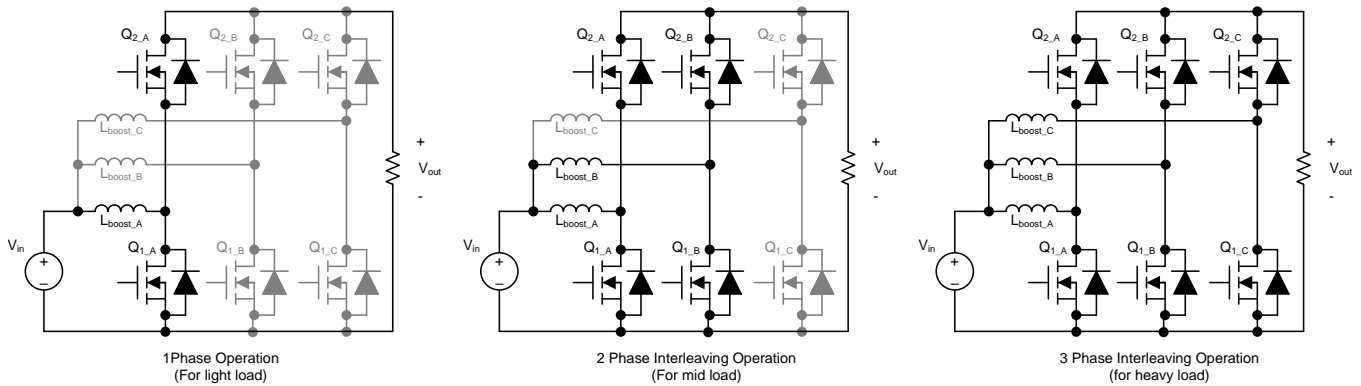 Q2_A Q2_B Q2_C
Lboost_C
Lboost_B
Lboost_A
Vin
+
–
Q1_A Q1_B Q1_C
+
Vout
-
1Phase Operation
(For light load)
Q2_A Q2_B Q2_C
Lboost_C
Lboost_B
Lboost_A
Vin
+
–
Q1_A Q1_B Q1_C
+
Vout
-
2 Phase Interleaving Operation
(For mid load)
Q2_A Q2_B Q2_C
Lboost_C
Lboost_B
Lboost_A
Vin
+
–
Q1_A Q1_B Q1_C
+
Vout
-
3 Phase Interleaving Operation
(for heavy load)